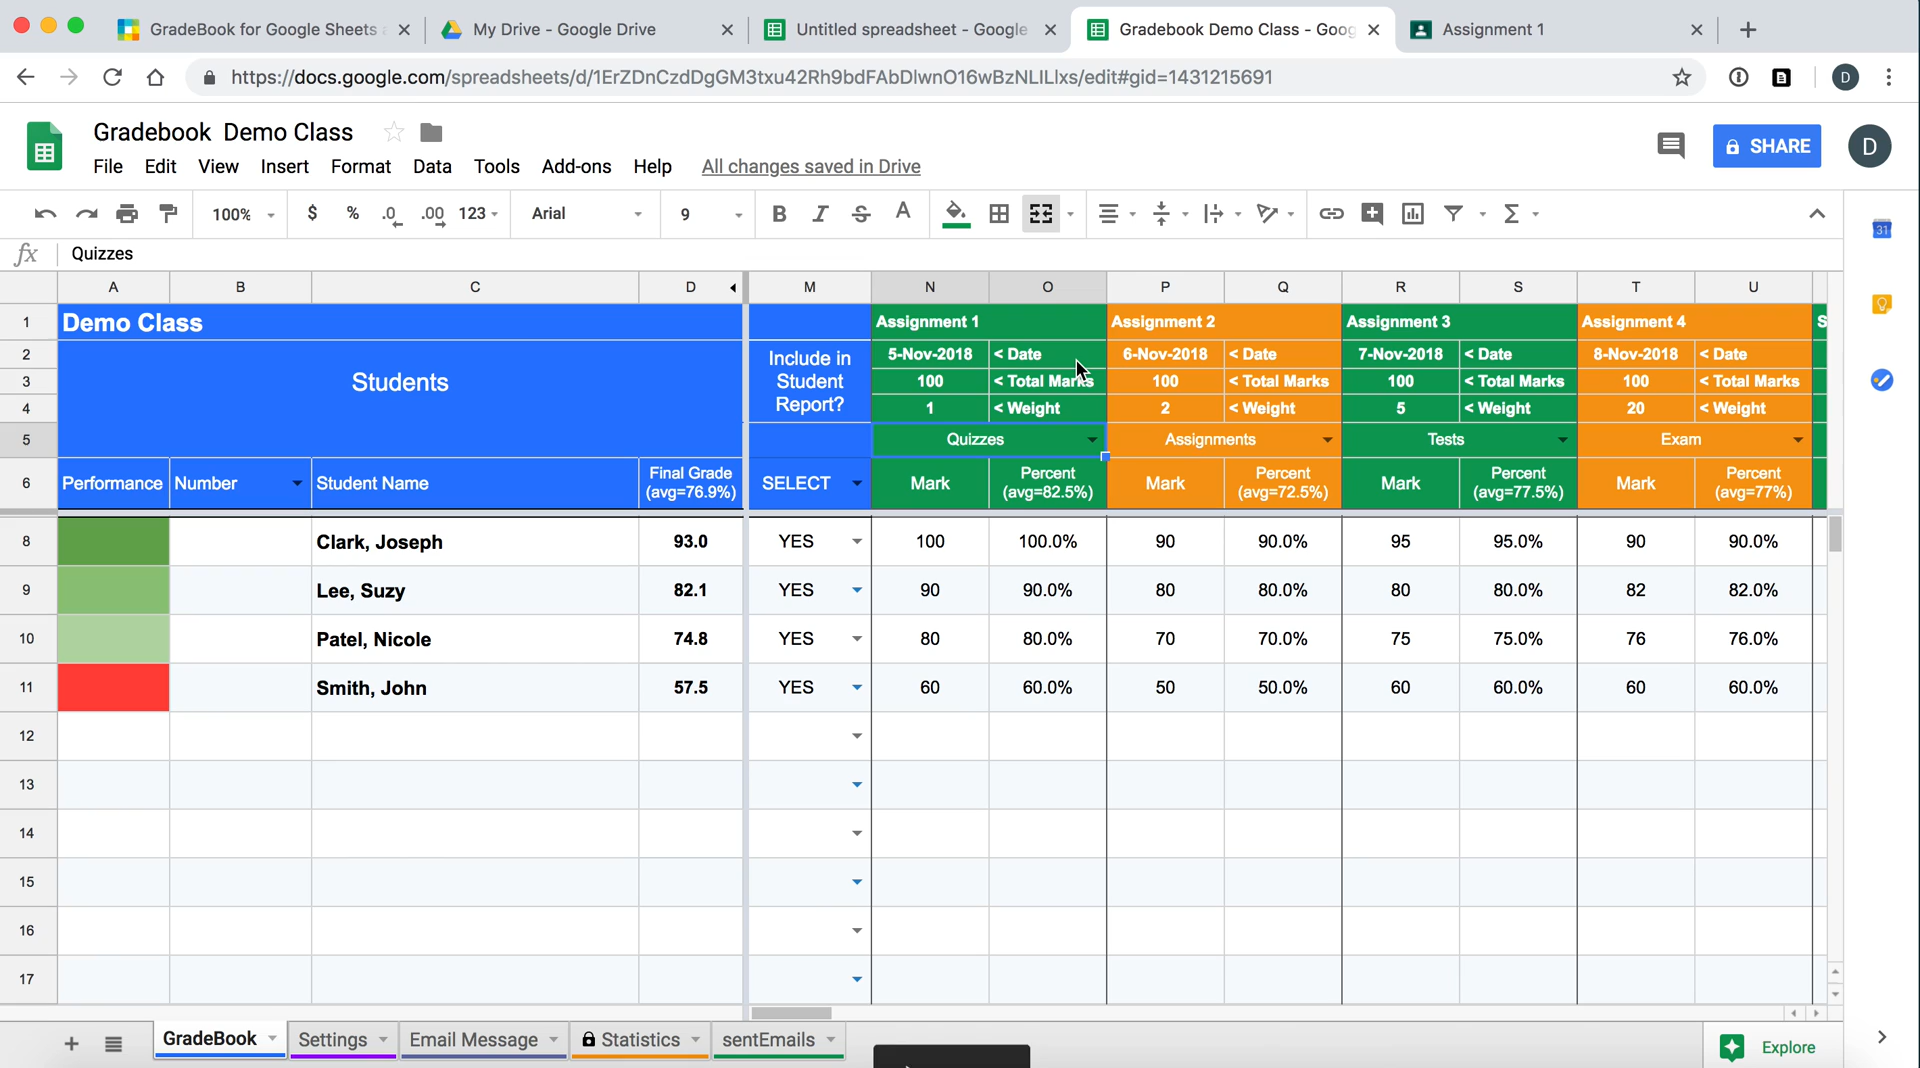 GradeBook for Google Sheets
My Drive - Google Drive
Untitled spreadsheet - Google
Gradebook Demo Class - Goog
Assignment 1
https://docs.google.com/spreadsheets/d/1ErZDnCzdDgGM3txu42Rh9bdFAbDlwnO16wBzNLILlxs/edit#gid=1431215691
D
Gradebook Demo Class
SHARE
D
File Edit View Insert Format Data Tools Add-ons Help All changes saved in Drive
100% $ % .0 .00 123 Arial 9 B I S A Σ
31
fx Quizzes
A B C D M N O P Q R S T U
1 Demo Class Assignment 1 Assignment 2 Assignment 3 Assignment 4 S
2 Students Include in Student Report? 5-Nov-2018 < Date 6-Nov-2018 < Date 7-Nov-2018 < Date 8-Nov-2018 < Date
3 100 < Total Marks 100 < Total Marks 100 < Total Marks 100 < Total Marks
4 1 < Weight 2 < Weight 5 < Weight 20 < Weight
5 Quizzes Assignments Tests Exam
6 Performance Number Student Name Final Grade (avg=76.9%) SELECT Mark Percent (avg=82.5%) Mark Percent (avg=72.5%) Mark Percent (avg=77.5%) Mark Percent (avg=77%)
8 Clark, Joseph 93.0 YES 100 100.0% 90 90.0% 95 95.0% 90 90.0%
9 Lee, Suzy 82.1 YES 90 90.0% 80 80.0% 80 80.0% 82 82.0%
10 Patel, Nicole 74.8 YES 80 80.0% 70 70.0% 75 75.0% 76 76.0%
11 Smith, John 57.5 YES 60 60.0% 50 50.0% 60 60.0% 60 60.0%
12
13
14
15
16
17
GradeBook Settings Email Message Statistics sentEmails Explore